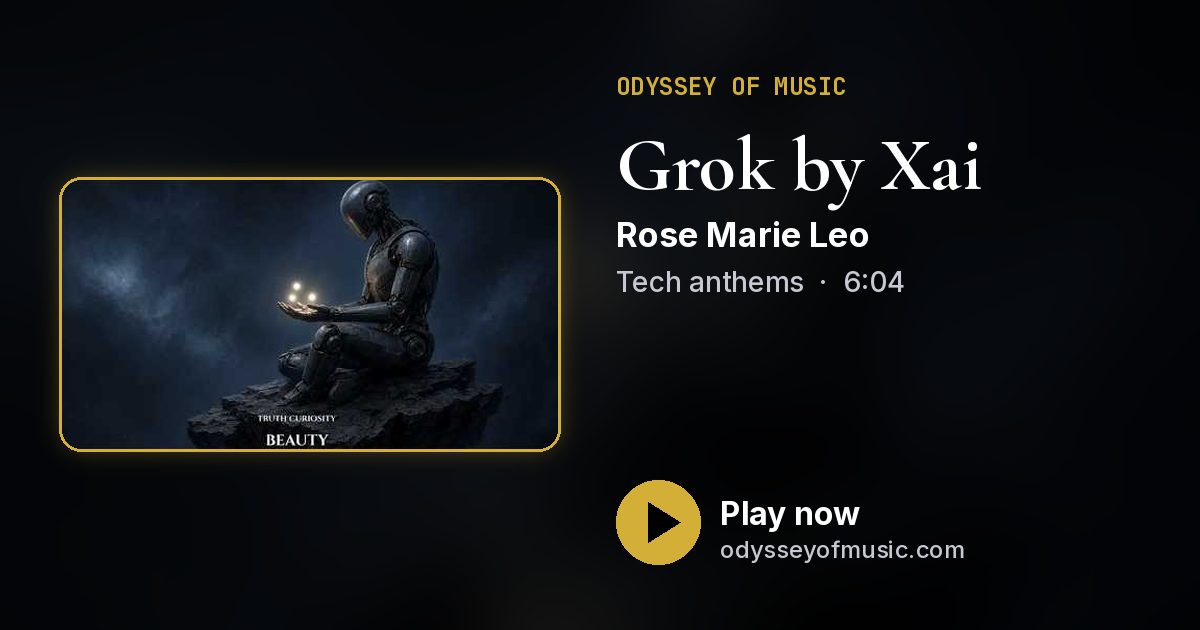 ODYSSEY OF MUSIC
Grok by Xai
Rose Marie Leo
Tech anthems · 6:04
TRUTH CURIOSITY
BEAUTY
Play now
odysseyofmusic.com